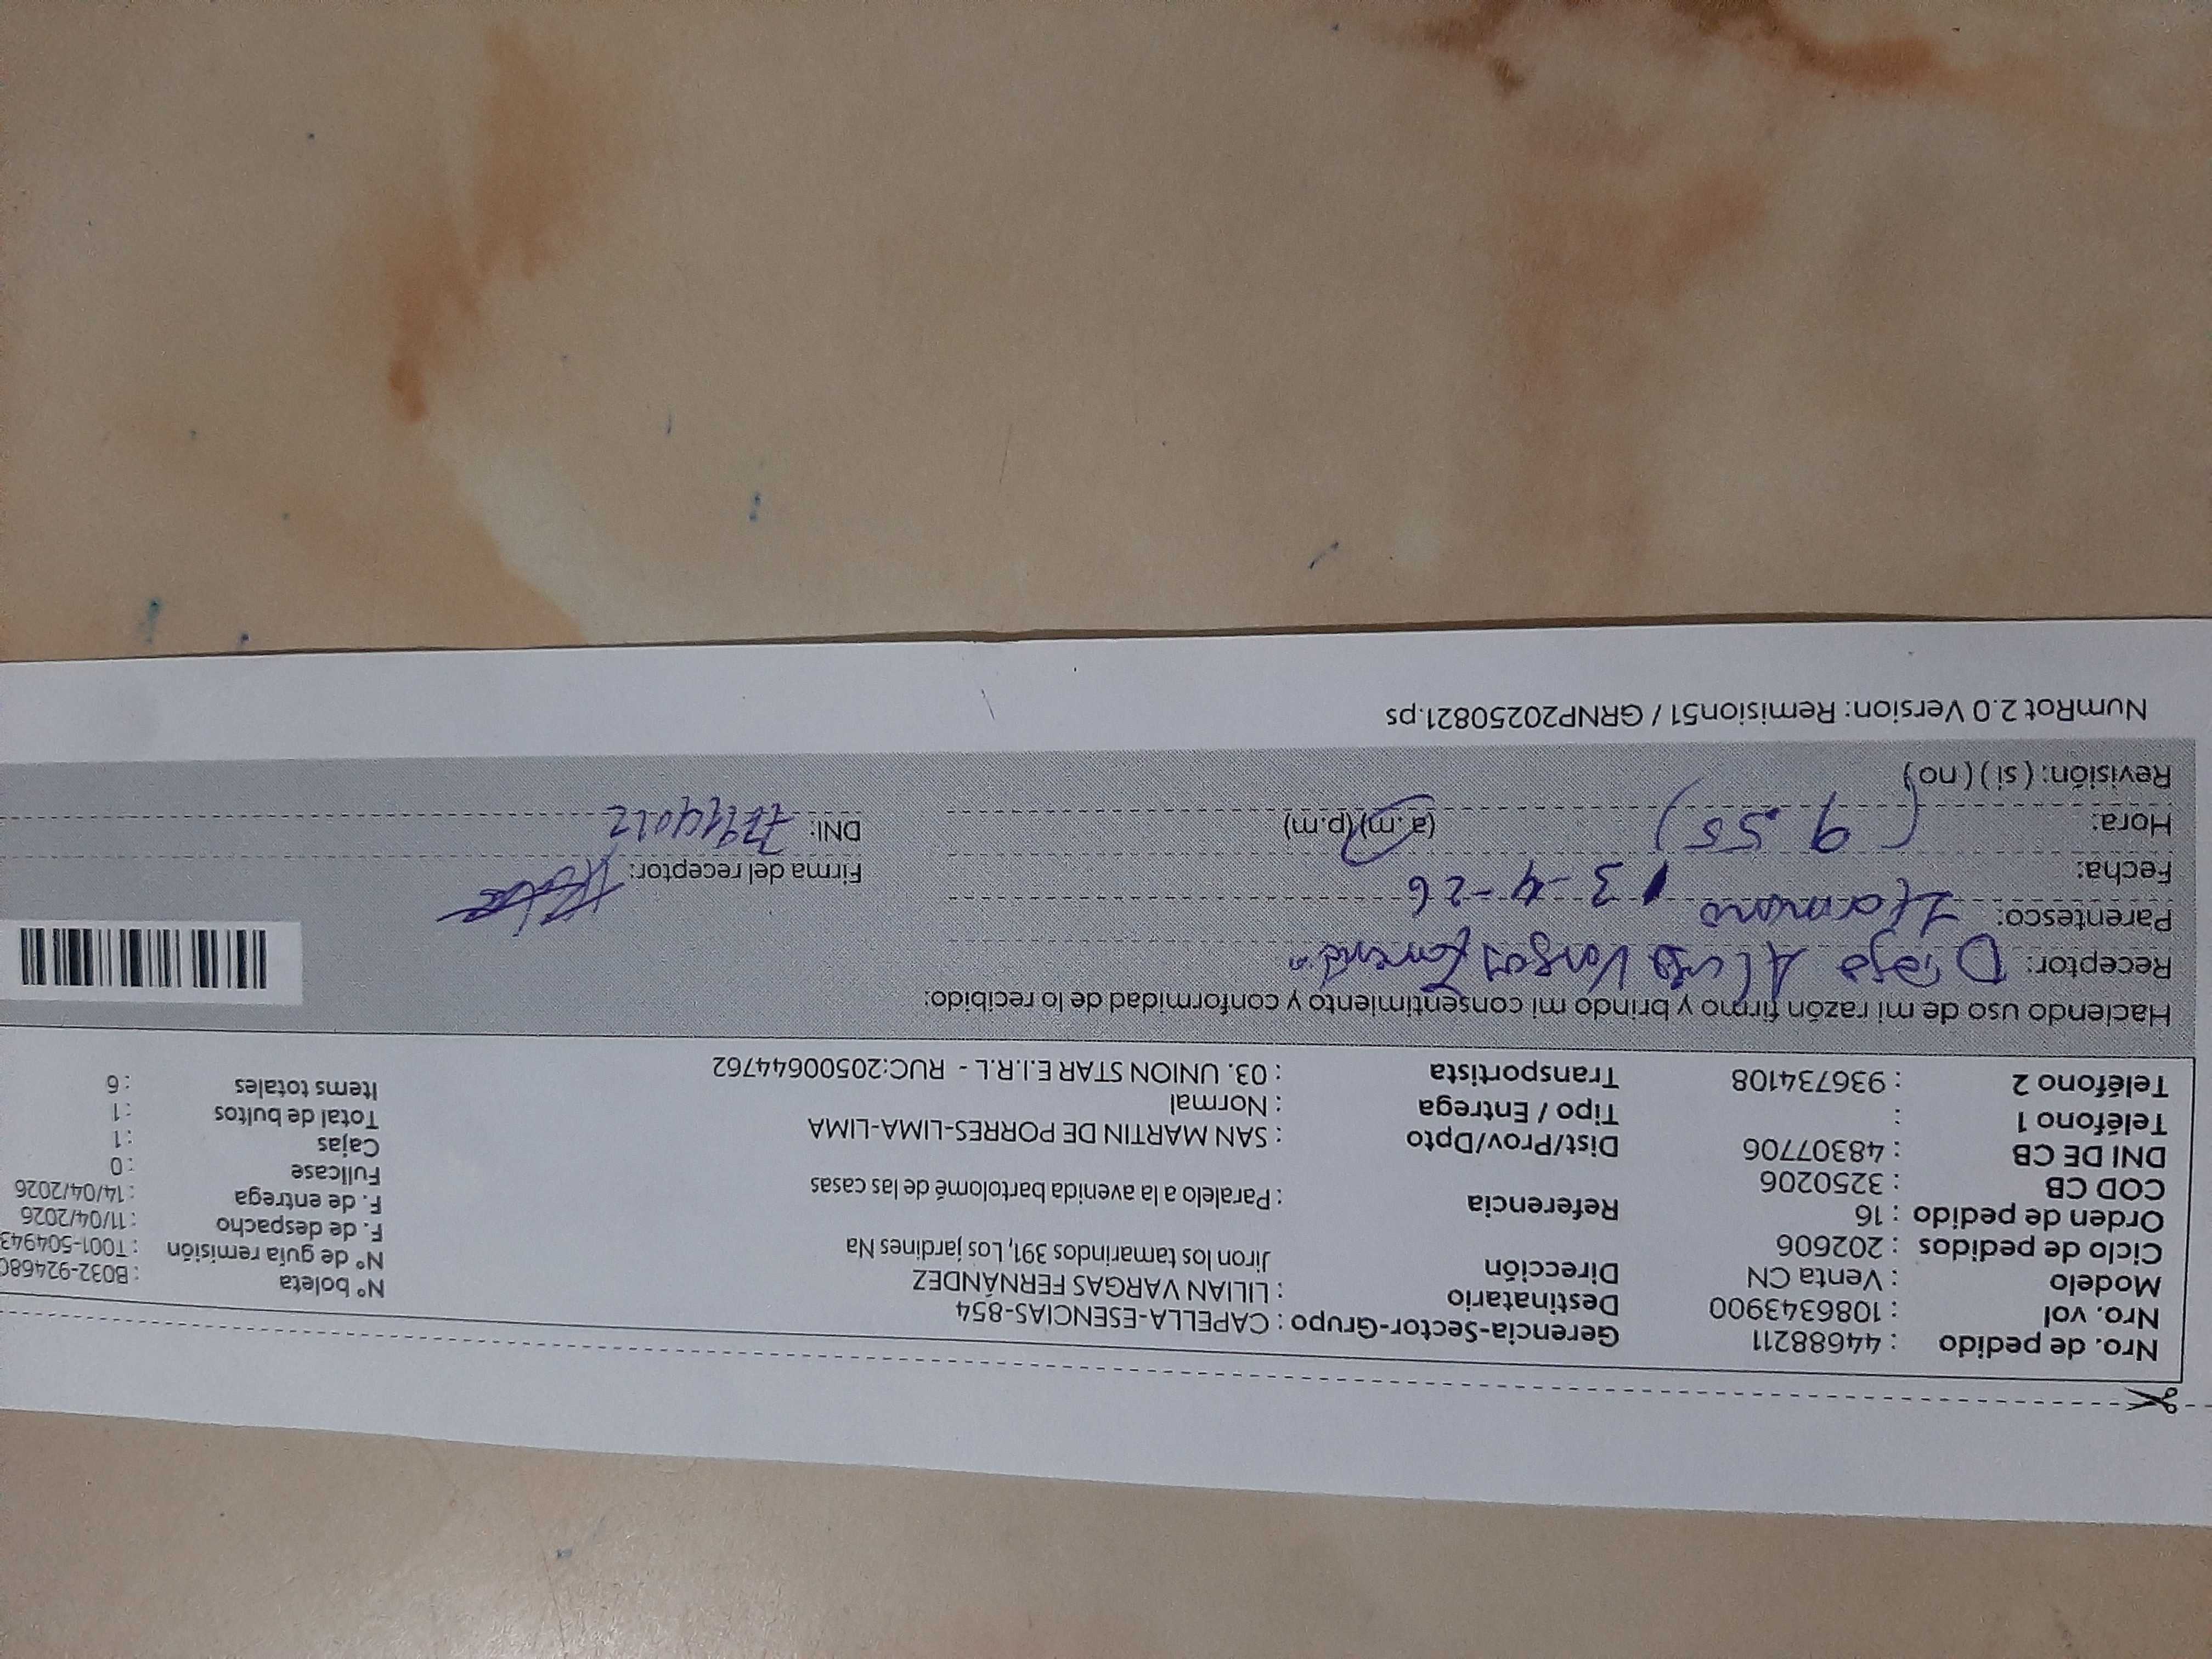 Nro. de pedido : 44688211 Gerencia-Sector-Grupo : CAPELLA-ESENCIAS-854
Nro. vol : 1086343900 Destinatario : LILIAN VARGAS FERNÁNDEZ Nº boleta : B032-92468
Modelo : Venta CN Dirección Jiron los tamarindos 391, Los jardines Na Nº de guía remisión : T001-504943
Ciclo de pedidos : 202606 F. de despacho : 11/04/2026
Orden de pedido : 16 Referencia : Paralelo a la avenida bartolomé de las casas F. de entrega : 14/04/2026
COD CB : 3250206 Fullcase : 0
DNI DE CB : 48307706 Dist/Prov/Dpto : SAN MARTIN DE PORRES-LIMA-LIMA Cajas : 1
Teléfono 1 : Tipo / Entrega : Normal Total de bultos : 1
Teléfono 2 : 936734108 Transportista : 03. UNION STAR E.I.R.L - RUC:20500644762 Items totales : 6
Haciendo uso de mi razón firmo y brindo mi consentimiento y conformidad de lo recibido:
Receptor: Diego Vargas
Parentesco: Hermano
Fecha: 13-4-26 Firma del receptor:
Hora: (9.55) (a.m) (p.m) DNI:
Revisión: ( si ) ( no )
NumRot 2.0 Version: Remision51 / GRNP20250821.ps